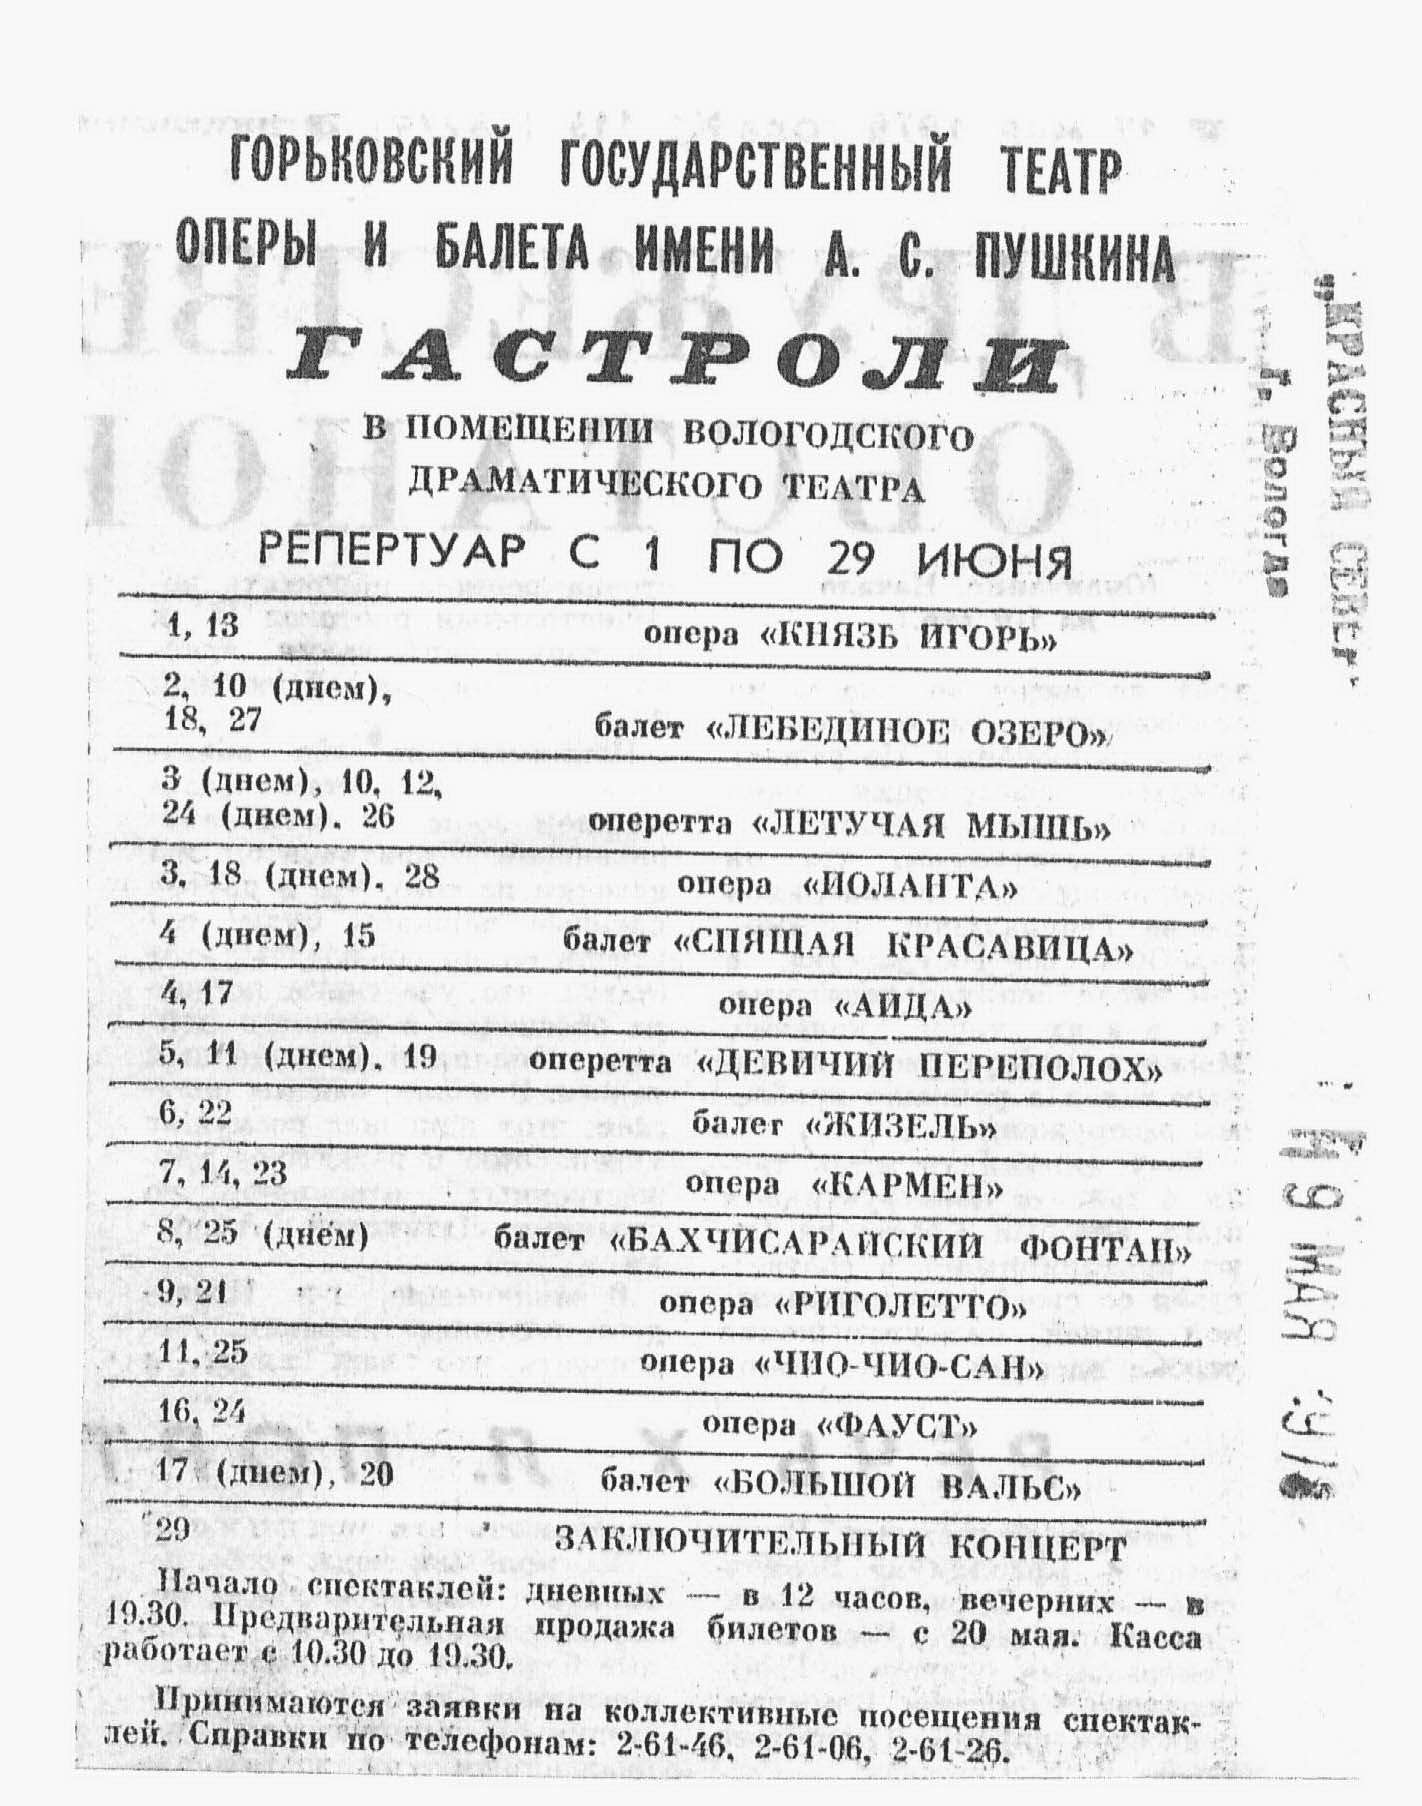 ГОРЬКОВСКИЙ ГОСУДАРСТВЕННЫЙ ТЕАТР
ОПЕРЫ И БАЛЕТА ИМЕНИ А. С. ПУШКИНА
ГАСТРОЛИ
В ПОМЕЩЕНИИ ВОЛОГОДСКОГО
ДРАМАТИЧЕСКОГО ТЕАТРА
РЕПЕРТУАР С 1 ПО 29 ИЮНЯ
1, 13 опера «КНЯЗЬ ИГОРЬ»
2, 10 (днем),
18, 27 балет «ЛЕБЕДИНОЕ ОЗЕРО»
3 (днем), 10, 12,
24 (днем). 26 оперетта «ЛЕТУЧАЯ МЫШЬ»
3, 18 (днем). 28 опера «ИОЛАНТА»
4 (днем), 15 балет «СПЯЩАЯ КРАСАВИЦА»
4, 17 опера «АИДА»
5, 11 (днем). 19 оперетта «ДЕВИЧИЙ ПЕРЕПОЛОХ»
6, 22 балет «ЖИЗЕЛЬ»
7, 14, 23 опера «КАРМЕН»
8, 25 (днём) балет «БАХЧИСАРАЙСКИЙ ФОНТАН»
9, 21 опера «РИГОЛЕТТО»
11, 25 опера «ЧИО-ЧИО-САН»
16, 24 опера «ФАУСТ»
17 (днем), 20 балет «БОЛЬШОЙ ВАЛЬС»
29 ЗАКЛЮЧИТЕЛЬНЫЙ КОНЦЕРТ
Начало спектаклей: дневных — в 12 часов, вечерних — в
19.30. Предварительная продажа билетов — с 20 мая. Касса
работает с 10.30 до 19.30.
Принимаются заявки на коллективные посещения спектак-
лей. Справки по телефонам: 2-61-46, 2-61-06, 2-61-26.
„КРАСНЫЙ СЕВЕР"
г. Вологда
19 МАЯ